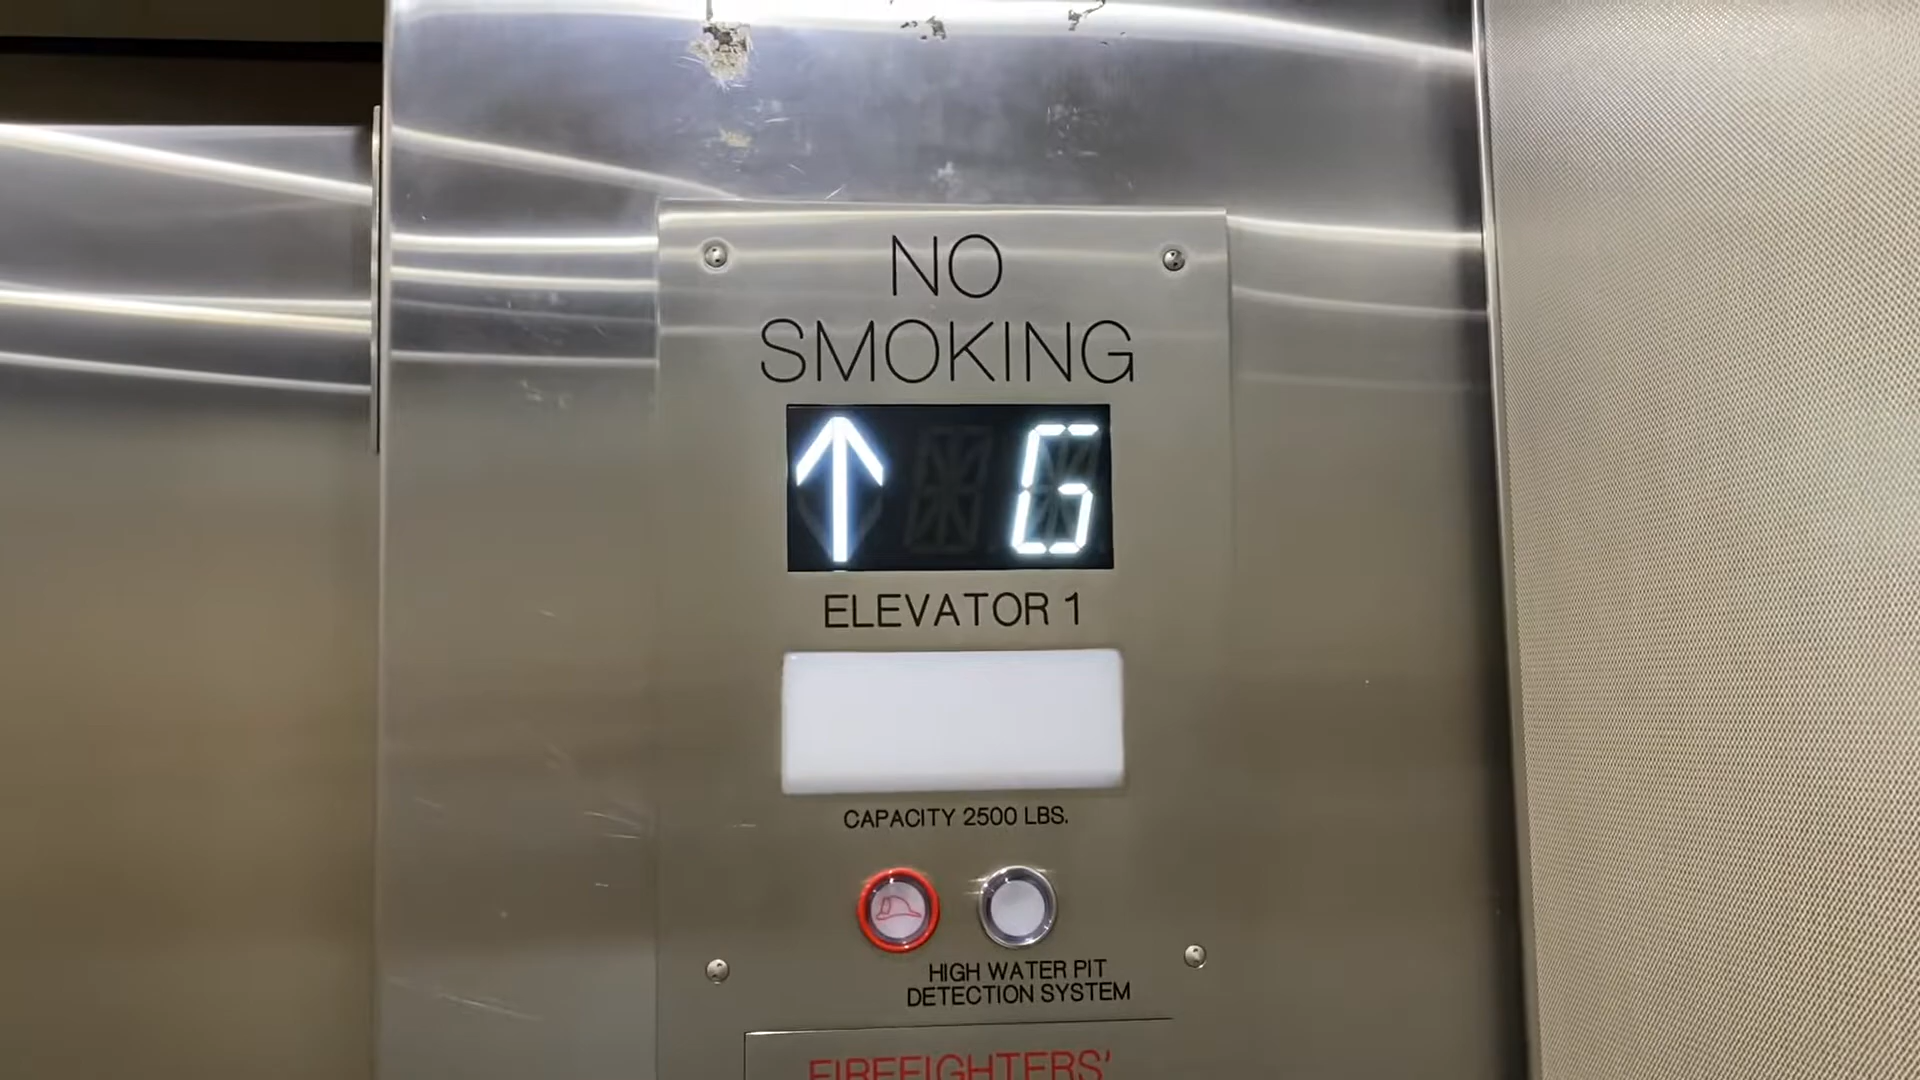 NO
SMOKING
↑ G
ELEVATOR 1
CAPACITY 2500 LBS.
HIGH WATER PIT
DETECTION SYSTEM
FIREFIGHTERS'